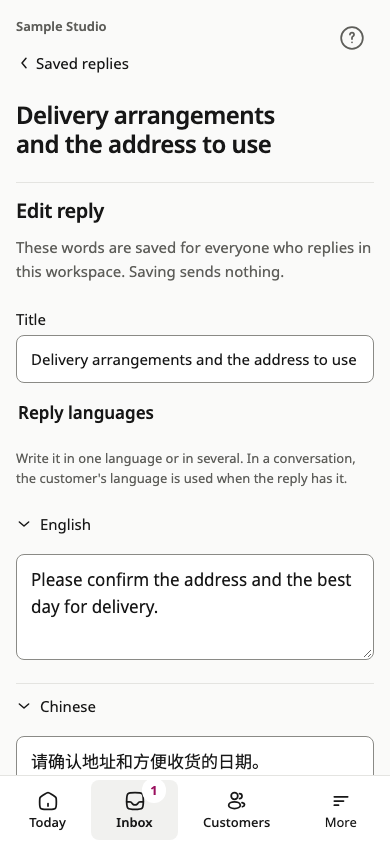 Sample Studio
Saved replies
Delivery arrangements
and the address to use
Edit reply
These words are saved for everyone who replies in
this workspace. Saving sends nothing.
Title
Delivery arrangements and the address to use
Reply languages
Write it in one language or in several. In a conversation,
the customer's language is used when the reply has it.
English
Please confirm the address and the best
day for delivery.
Chinese
请确认地址和方便收货的日期。
1
Today
Inbox
Customers
More